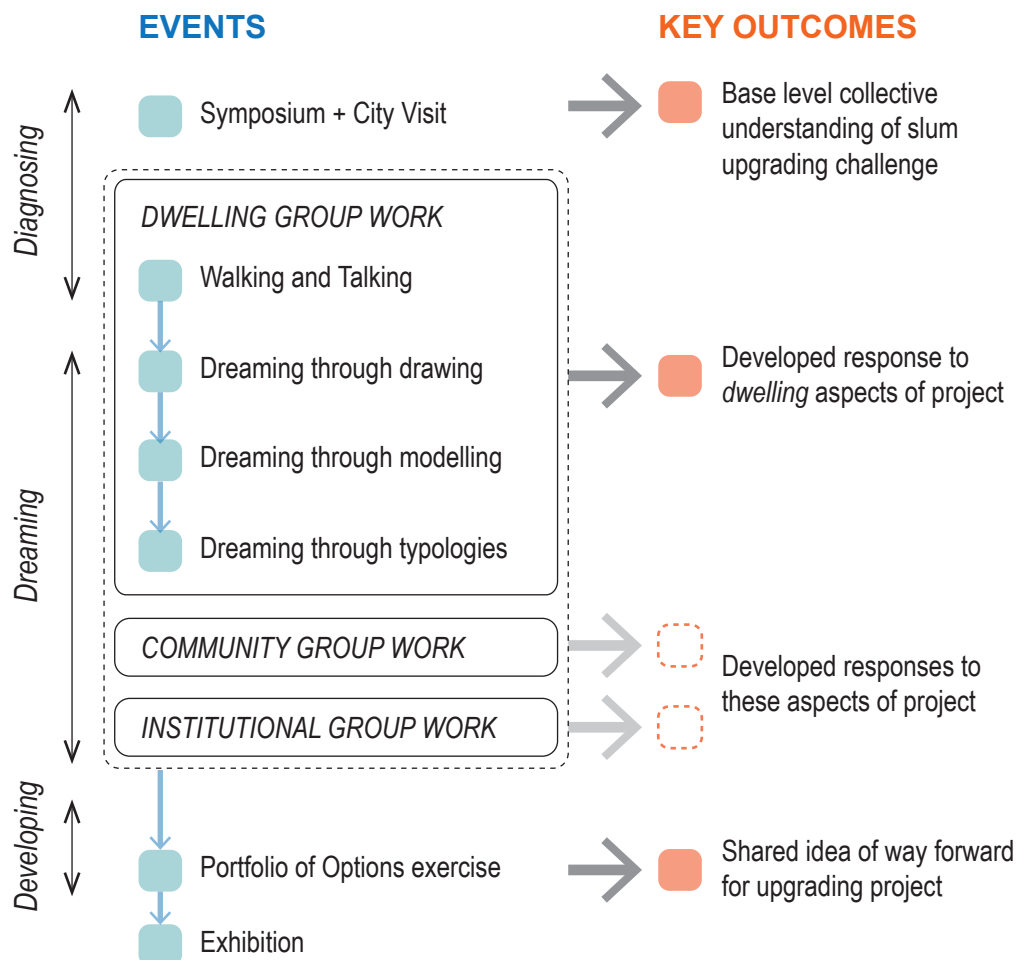 EVENTS
KEY OUTCOMES
Diagnosing
Symposium + City Visit
Base level collective
understanding of slum
upgrading challenge
DWELLING GROUP WORK
Walking and Talking
Dreaming
Dreaming through drawing
Developed response to
dwelling aspects of project
Dreaming through modelling
Dreaming through typologies
COMMUNITY GROUP WORK
INSTITUTIONAL GROUP WORK
Developed responses to
these aspects of project
Developing
Portfolio of Options exercise
Shared idea of way forward
for upgrading project
Exhibition